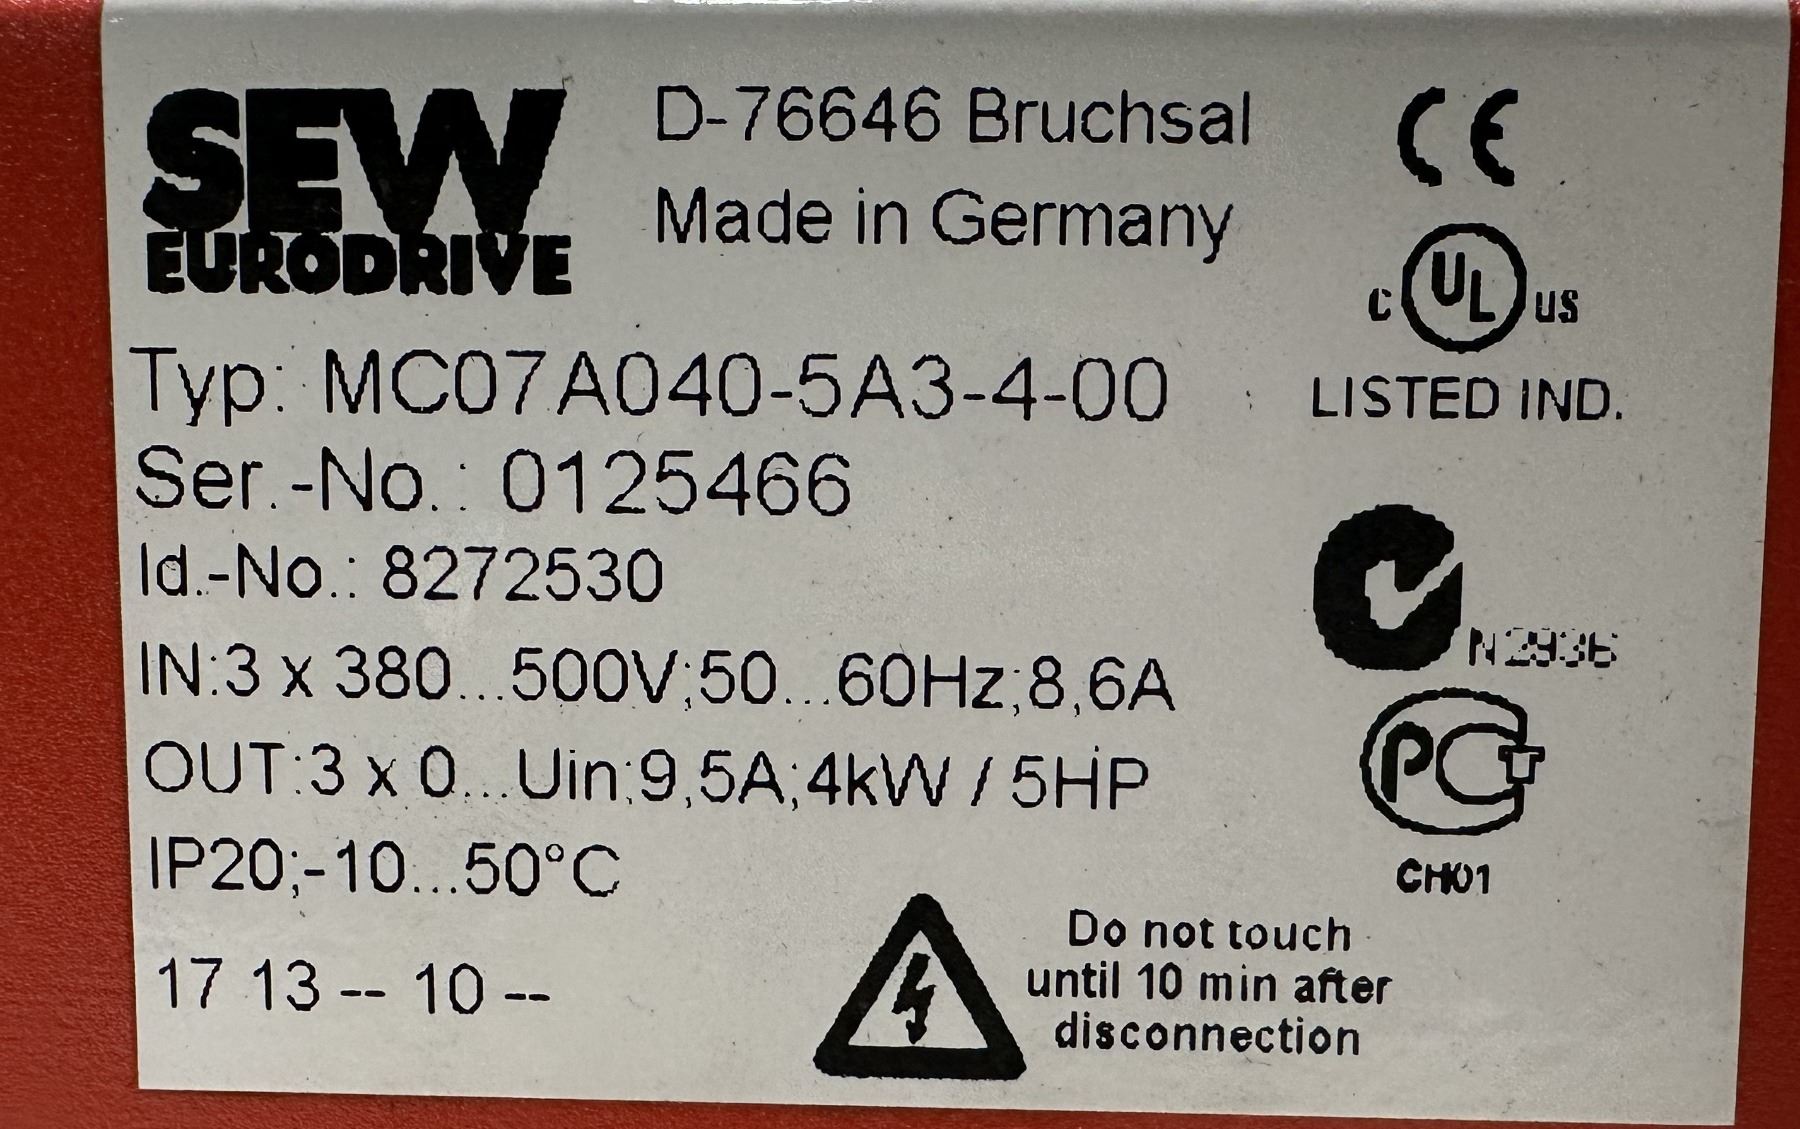 SEW
EURODRIVE
D-76646 Bruchsal
Made in Germany
CE
C UL US
LISTED IND.
Typ: MC07A040-5A3-4-00
Ser.-No.: 0125466
Id.-No.: 8272530
IN:3 x 380...500V;50...60Hz;8,6A
OUT:3 x 0...Uin;9,5A;4kW / 5HP
IP20;-10...50°C
17 13 -- 10 --
N2936
РСТ
CH01
Do not touch
until 10 min after
disconnection